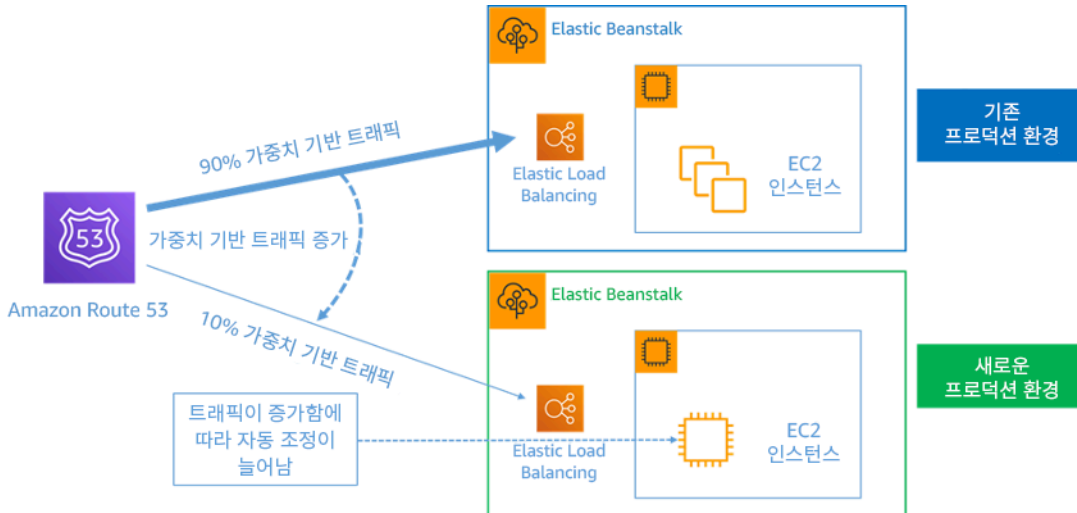 Elastic Beanstalk
90% 가중치 기반 트래픽
Elastic Load
Balancing
EC2
인스턴스
기존
프로덕션 환경
53
가중치 기반 트래픽 증가
Amazon Route 53
10% 가중치 기반 트래픽
Elastic Beanstalk
트래픽이 증가함에
따라 자동 조정이
늘어남
Elastic Load
Balancing
EC2
인스턴스
새로운
프로덕션 환경